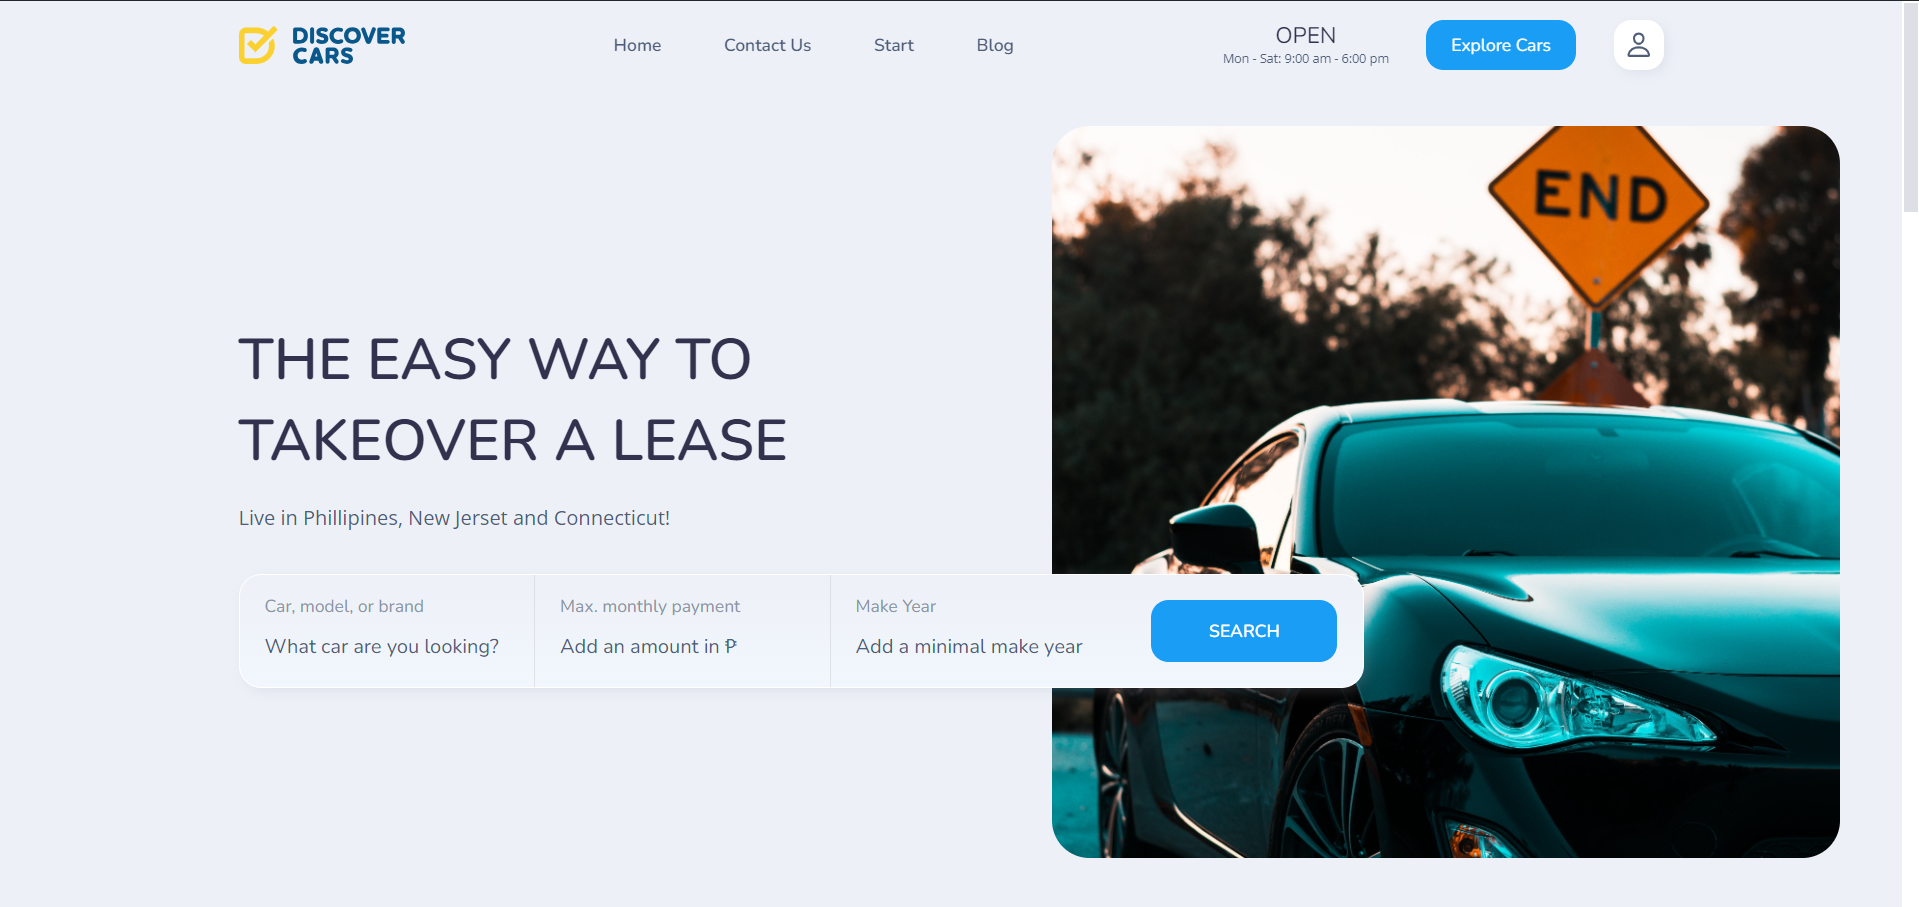 DISCOVER
CARS
Home
Contact Us
Start
Blog
OPEN
Mon - Sat: 9:00 am - 6:00 pm
Explore Cars
END
THE EASY WAY TO
TAKEOVER A LEASE
Live in Phillipines, New Jerset and Connecticut!
Car, model, or brand
What car are you looking?
Max. monthly payment
Add an amount in ₱
Make Year
Add a minimal make year
SEARCH